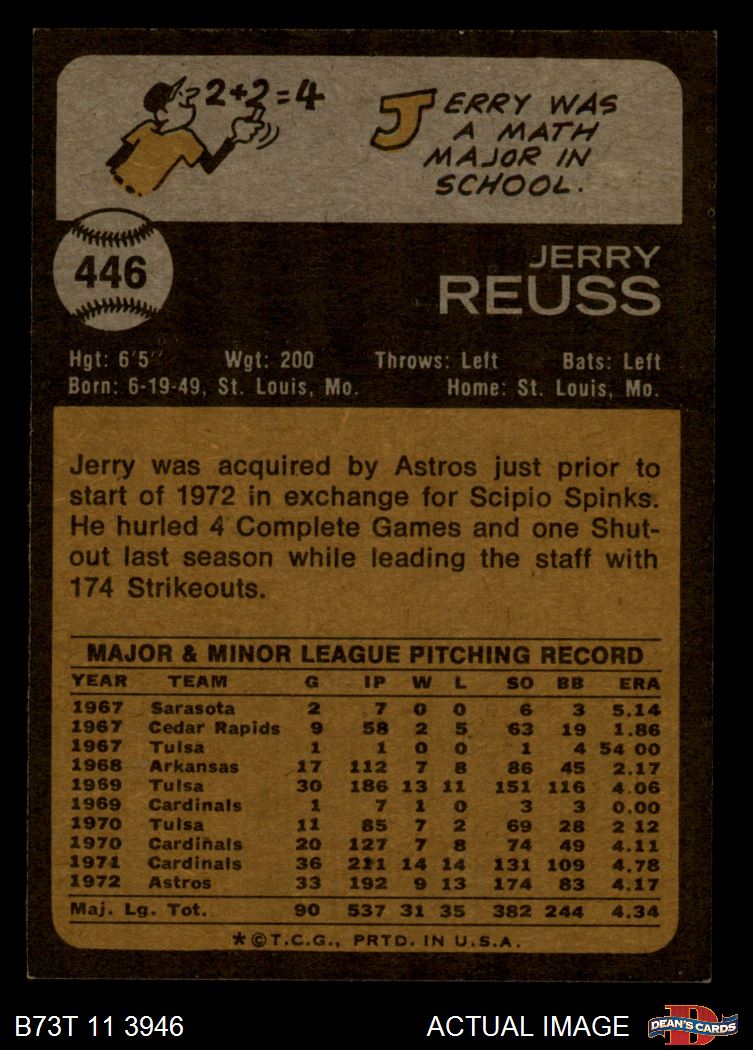 2+2=4
JERRY WAS
A MATH
MAJOR IN
SCHOOL.
446
JERRY
REUSS
Hgt: 6'5" Wgt: 200 Throws: Left Bats: Left
Born: 6-19-49, St. Louis, Mo. Home: St. Louis, Mo.
Jerry was acquired by Astros just prior to
start of 1972 in exchange for Scipio Spinks.
He hurled 4 Complete Games and one Shut-
out last season while leading the staff with
174 Strikeouts.
MAJOR & MINOR LEAGUE PITCHING RECORD
YEAR TEAM G IP W L SO BB ERA
1967 Sarasota 2 7 0 0 6 3 5.14
1967 Cedar Rapids 9 58 2 5 63 19 1.86
1967 Tulsa 1 1 0 0 1 4 54 00
1968 Arkansas 17 112 7 8 86 45 2.17
1969 Tulsa 30 186 13 11 151 116 4.06
1969 Cardinals 1 7 1 0 3 3 0.00
1970 Tulsa 11 85 7 2 69 28 2 12
1970 Cardinals 20 127 7 8 74 49 4.11
1971 Cardinals 36 211 14 14 131 109 4.78
1972 Astros 33 192 9 13 174 83 4.17
Maj. Lg. Tot. 90 537 31 35 382 244 4.34
*©T.C.G., PRTD. IN U.S.A.
B73T 11 3946 ACTUAL IMAGE
DEAN'S CARDS